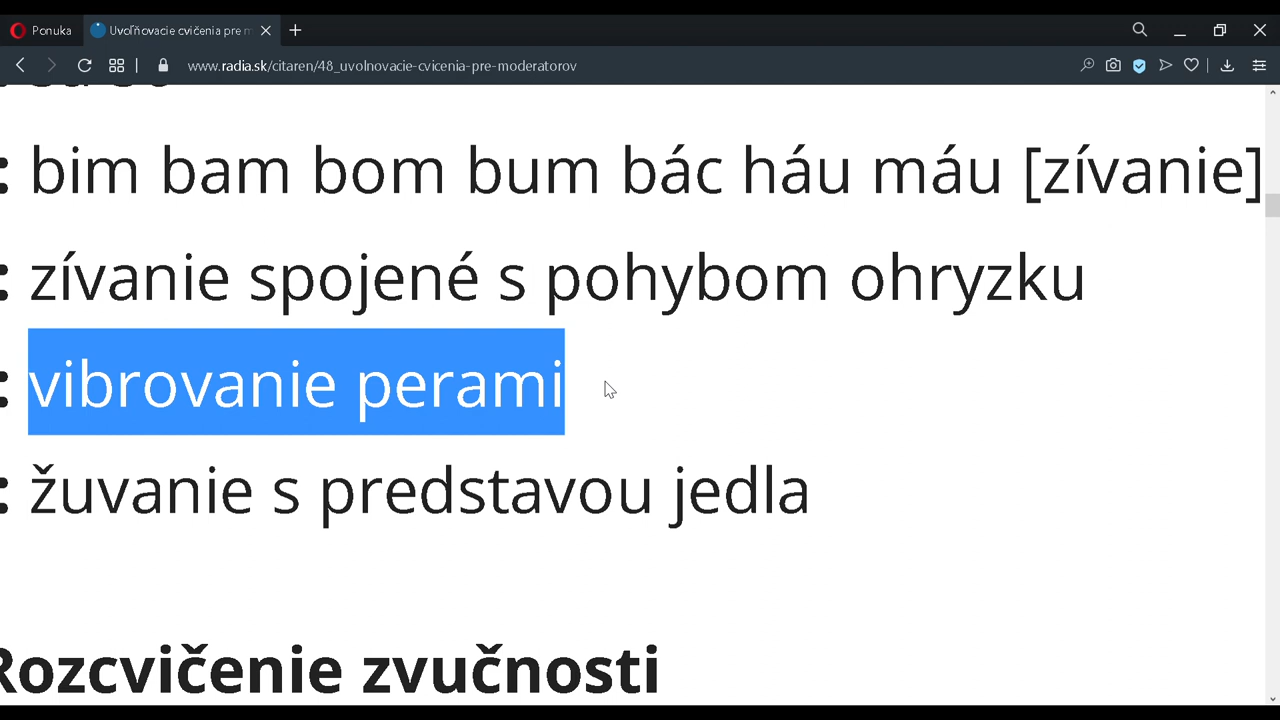 Ponuka
Uvoľňovacie cvičenia pre m
www.radia.sk/citaren/48_uvolnovacie-cvicenia-pre-moderatorov
: bim bam bom bum bác háu máu [zívanie]
: zívanie spojené s pohybom ohryzku
: vibrovanie perami
: žuvanie s predstavou jedla
Rozcvičenie zvučnosti